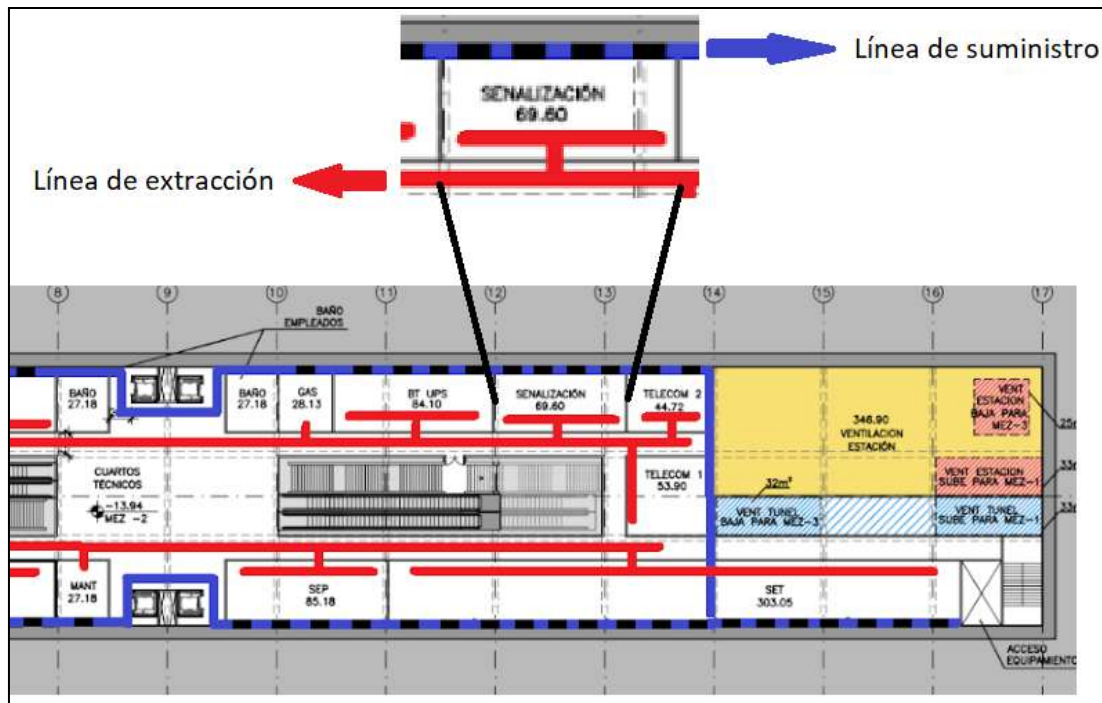 SENALIZACIÓN
69.60
Línea de suministro
Línea de extracción
8
9
10
11
12
13
14
15
16
17
BAÑO
EMPLEADOS
BAÑO
27.18
BAÑO
27.18
GAS
28.13
BT UPS
84.10
SENALIZACIÓN
69.60
TELECOM 2
44.72
346.90
VENTILACION
ESTACIÓN
VENT
ESTACION
BAJA PARA
MEZ-3
CUARTOS
TÉCNICOS
-13.94
MEZ -2
TELECOM 1
53.90
32m²
VENT ESTACION
SUBE PARA MEZ-1
33m
VENT TUNEL
BAJA PARA MEZ-3
VENT TUNEL
SUBE PARA MEZ-1
33m
MANT
27.18
SEP
85.18
SET
303.05
ACCESO
EQUIPAMIENTO